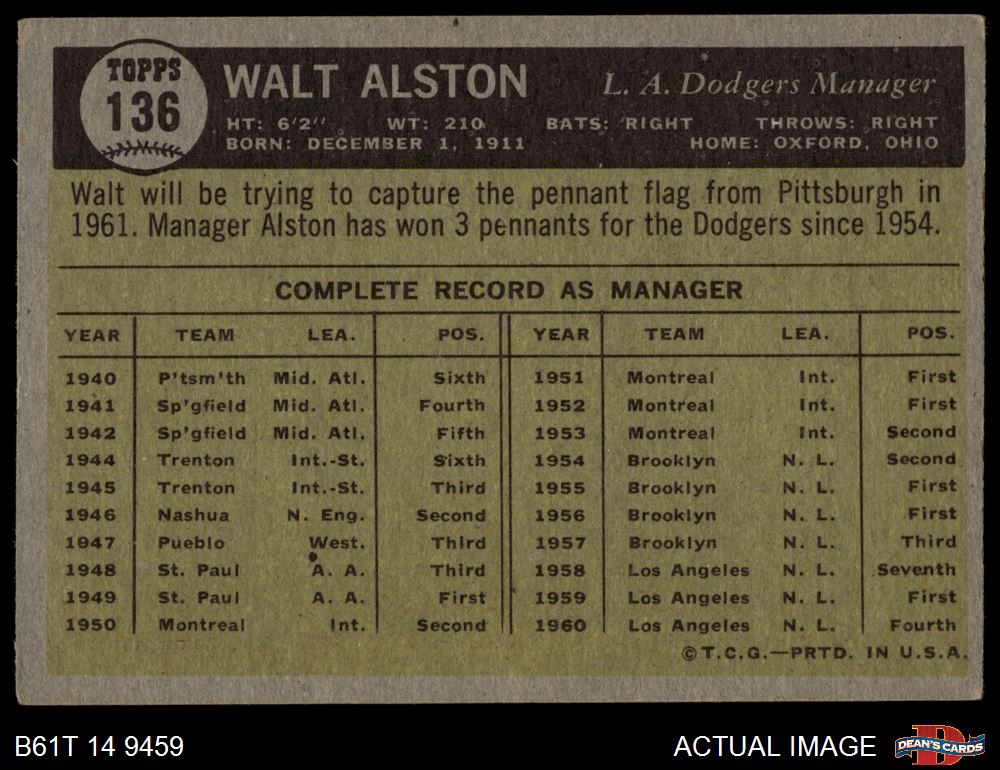 TOPPS
136
WALT ALSTON
L. A. Dodgers Manager
HT: 6'2" WT: 210 BATS: RIGHT THROWS: RIGHT
BORN: DECEMBER 1, 1911 HOME: OXFORD, OHIO
Walt will be trying to capture the pennant flag from Pittsburgh in
1961. Manager Alston has won 3 pennants for the Dodgers since 1954.
COMPLETE RECORD AS MANAGER
YEAR TEAM LEA. POS. YEAR TEAM LEA. POS.
1940 P'tsm'th Mid. Atl. Sixth 1951 Montreal Int. First
1941 Sp'gfield Mid. Atl. Fourth 1952 Montreal Int. First
1942 Sp'gfield Mid. Atl. Fifth 1953 Montreal Int. Second
1944 Trenton Int.-St. Sixth 1954 Brooklyn N. L. Second
1945 Trenton Int.-St. Third 1955 Brooklyn N. L. First
1946 Nashua N. Eng. Second 1956 Brooklyn N. L. First
1947 Pueblo West. Third 1957 Brooklyn N. L. Third
1948 St. Paul A. A. Third 1958 Los Angeles N. L. Seventh
1949 St. Paul A. A. First 1959 Los Angeles N. L. First
1950 Montreal Int. Second 1960 Los Angeles N. L. Fourth
©T.C.G.—PRTD. IN U.S.A.
B61T 14 9459 ACTUAL IMAGE D DEAN'S CARDS